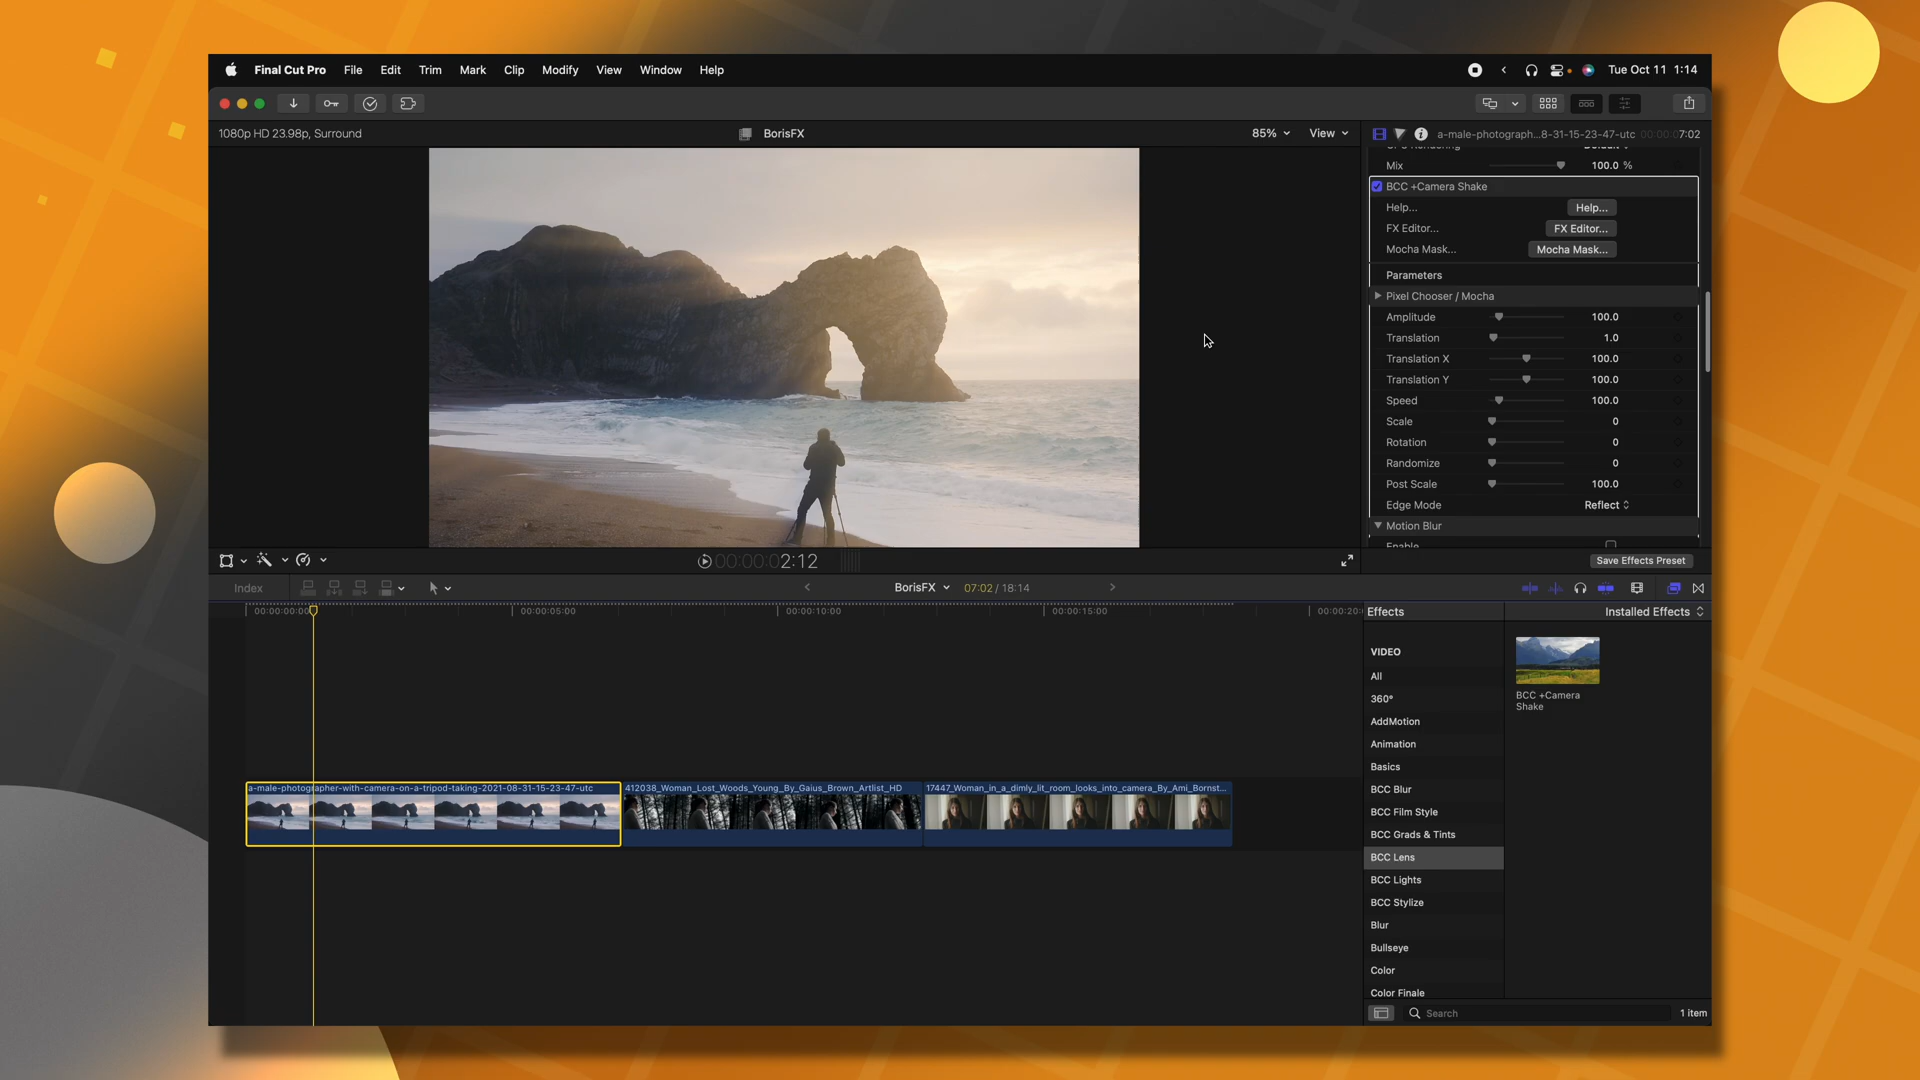 Final Cut Pro File Edit Trim Mark Clip Modify View Window Help
Tue Oct 11 1:14
1080p HD 23.98p, Surround
BorisFX
85%
View
a-male-photograph...8-31-15-23-47-utc
00:00:07:02
Mix 100.0 %
BCC +Camera Shake
Help... Help...
FX Editor... FX Editor...
Mocha Mask... Mocha Mask...
Parameters
Pixel Chooser / Mocha
Amplitude 100.0
Translation 1.0
Translation X 100.0
Translation Y 100.0
Speed 100.0
Scale 0
Rotation 0
Randomize 0
Post Scale 100.0
Edge Mode Reflect
Motion Blur
Enable
00:00:02:12
Save Effects Preset
Index
BorisFX
07:02 / 18:14
00:00:00:00
00:00:05:00
00:00:10:00
00:00:15:00
00:00:20:
a-male-photographer-with-camera-on-a-tripod-taking-2021-08-31-15-23-47-utc
412038_Woman_Lost_Woods_Young_By_Gaius_Brown_Artlist_HD
17447_Woman_in_a_dimly_lit_room_looks_into_camera_By_Ami_Bornst...
Effects
Installed Effects
VIDEO
All
360°
AddMotion
Animation
Basics
BCC Blur
BCC Film Style
BCC Grads & Tints
BCC Lens
BCC Lights
BCC Stylize
Blur
Bullseye
Color
Color Finale
BCC +Camera
Shake
Search
1 item